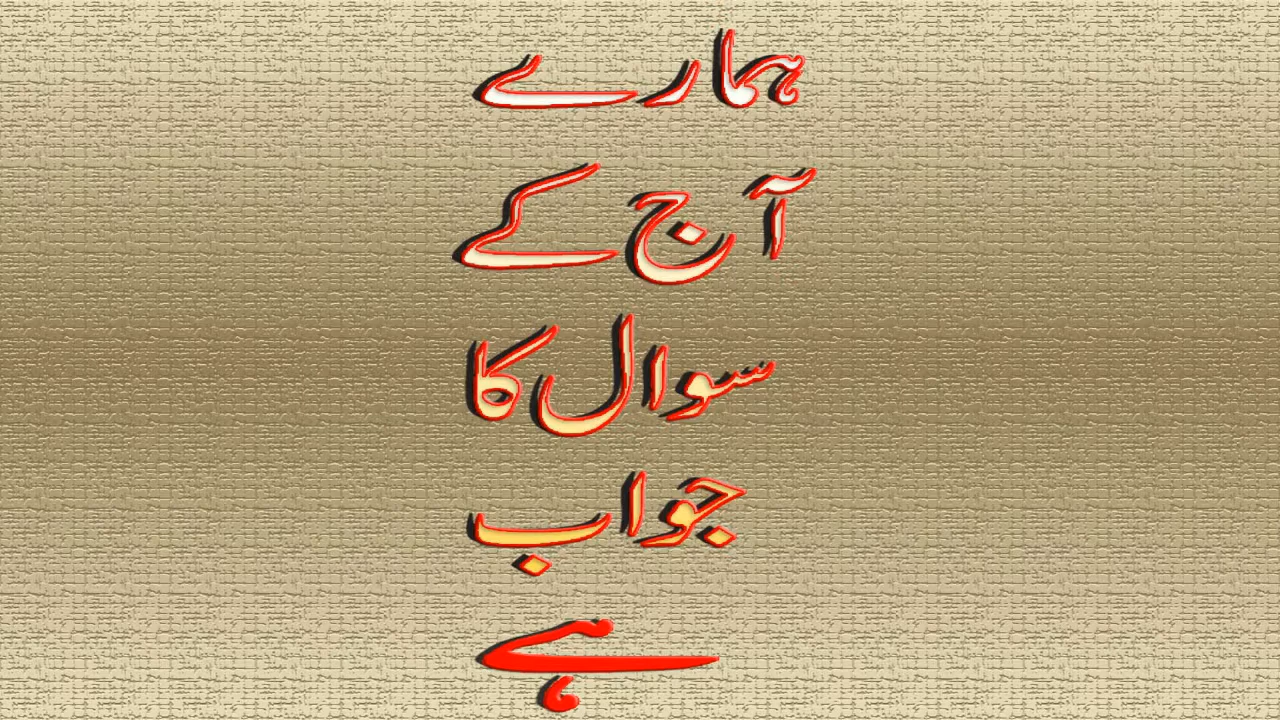 ہمارے
آج کے
سوال کا
جواب
ہے